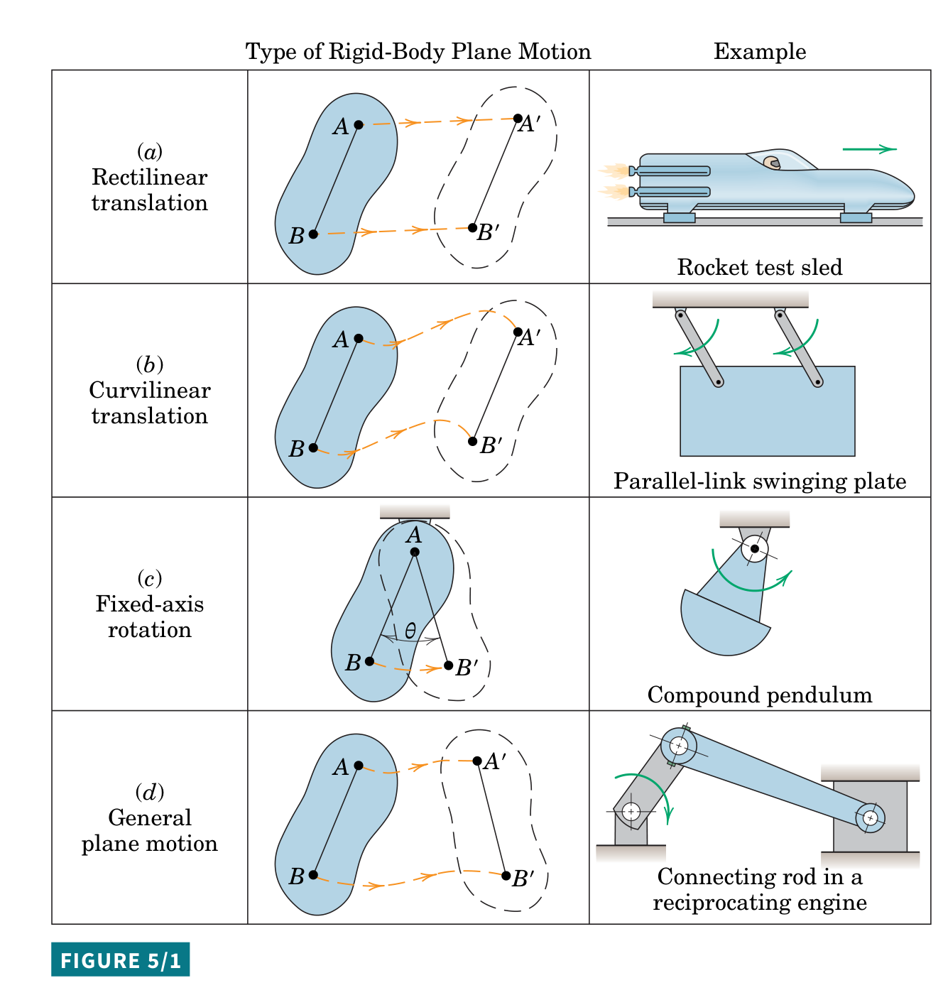 Type of Rigid-Body Plane Motion
Example
(a)
Rectilinear
translation
A
A′
B
B′
Rocket test sled
(b)
Curvilinear
translation
A
A′
B
B′
Parallel-link swinging plate
(c)
Fixed-axis
rotation
A
θ
B
B′
Compound pendulum
(d)
General
plane motion
A
A′
B
B′
Connecting rod in a
reciprocating engine
FIGURE 5/1